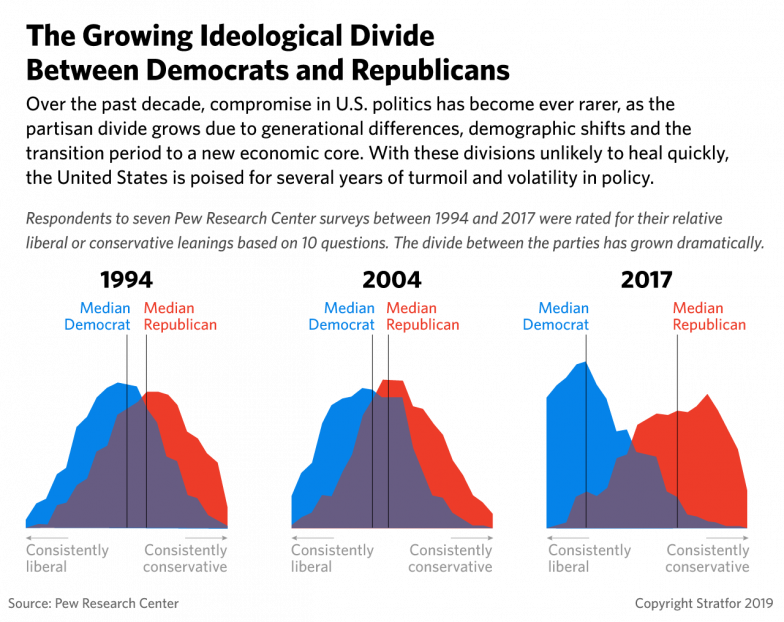 The Growing Ideological Divide
Between Democrats and Republicans
Over the past decade, compromise in U.S. politics has become ever rarer, as the
partisan divide grows due to generational differences, demographic shifts and the
transition period to a new economic core. With these divisions unlikely to heal quickly,
the United States is poised for several years of turmoil and volatility in policy.
Respondents to seven Pew Research Center surveys between 1994 and 2017 were rated for their relative
liberal or conservative leanings based on 10 questions. The divide between the parties has grown dramatically.
1994
Median
Democrat
Median
Republican
Consistently
liberal
Consistently
conservative
2004
Median
Democrat
Median
Republican
Consistently
liberal
Consistently
conservative
2017
Median
Democrat
Median
Republican
Consistently
liberal
Consistently
conservative
Source: Pew Research Center
Copyright Stratfor 2019